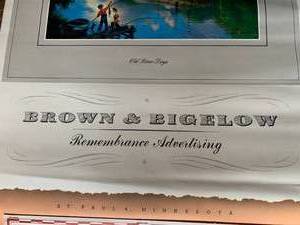 Old River Days
BROWN & BIGELOW
Remembrance Advertising
ST. PAUL, MINNESOTA